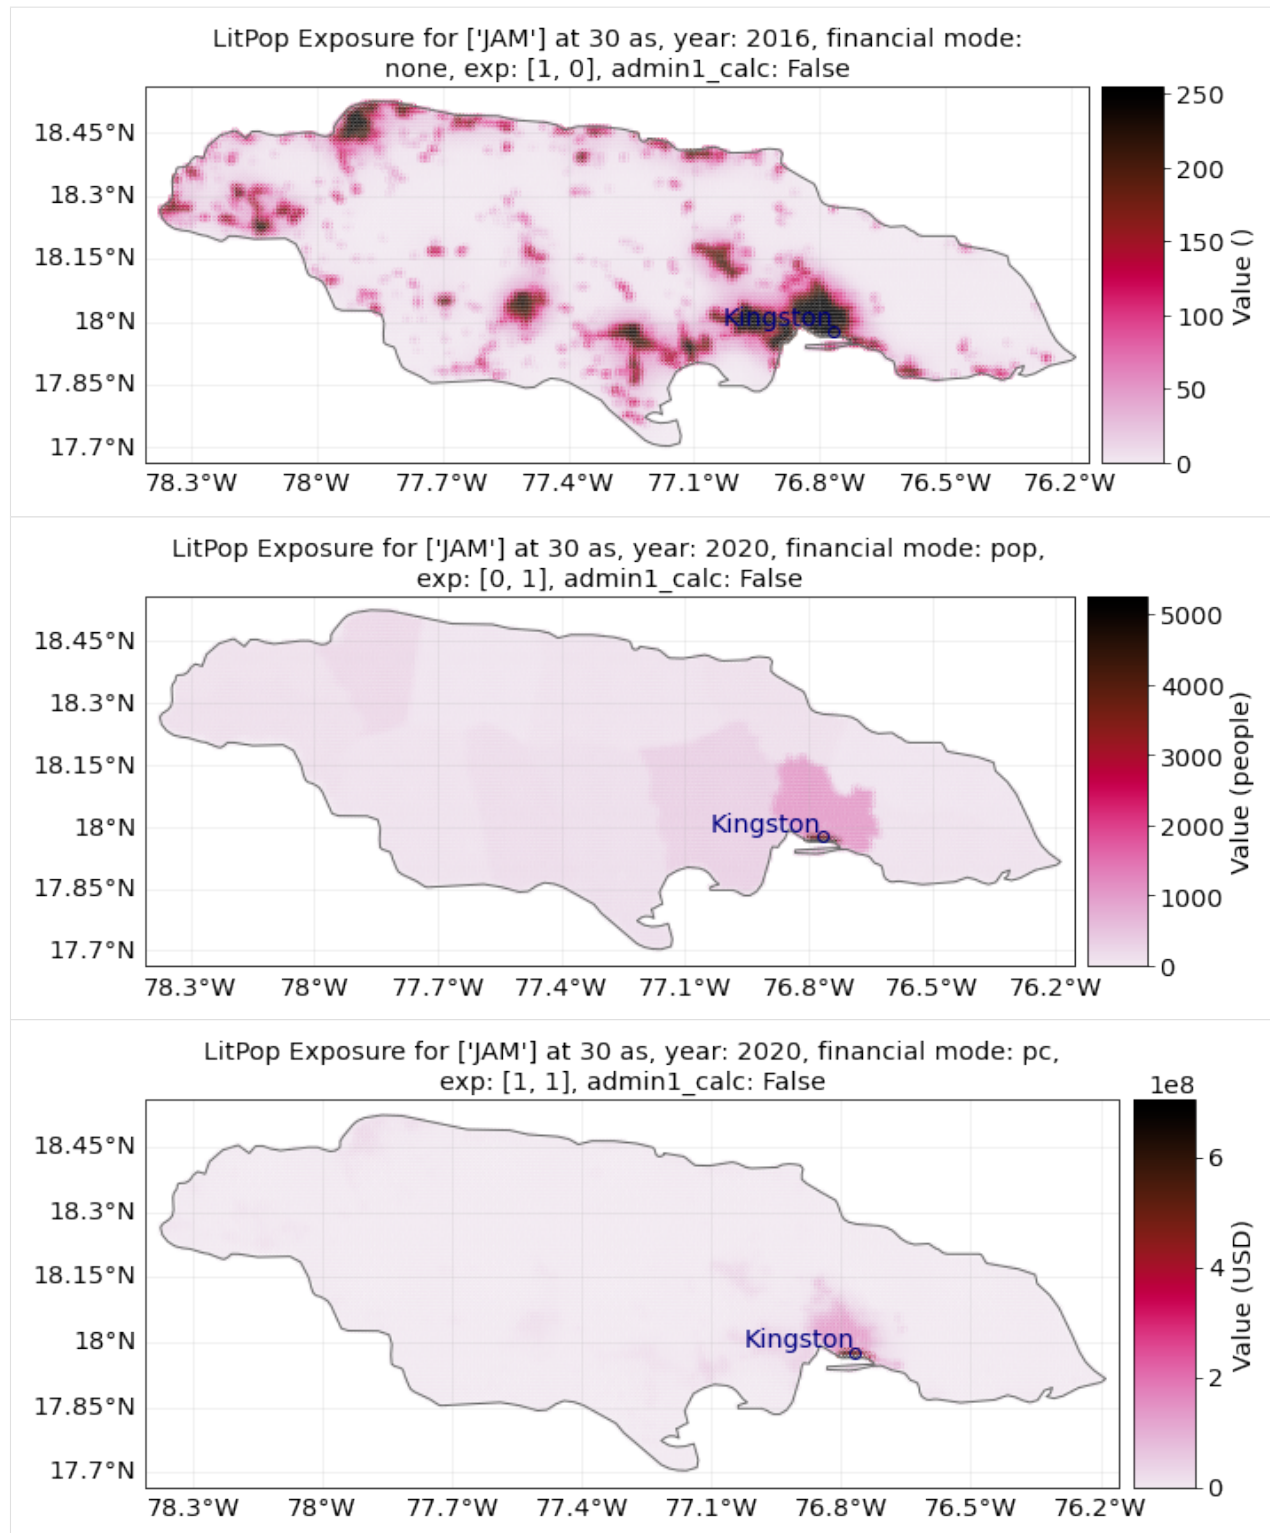 LitPop Exposure for ['JAM'] at 30 as, year: 2016, financial mode:
none, exp: [1, 0], admin1_calc: False
18.45°N
18.3°N
18.15°N
18°N
17.85°N
17.7°N
78.3°W 78°W 77.7°W 77.4°W 77.1°W 76.8°W 76.5°W 76.2°W
Kingston
250
200
150
100
50
0
Value ()
LitPop Exposure for ['JAM'] at 30 as, year: 2020, financial mode: pop,
exp: [0, 1], admin1_calc: False
18.45°N
18.3°N
18.15°N
18°N
17.85°N
17.7°N
78.3°W 78°W 77.7°W 77.4°W 77.1°W 76.8°W 76.5°W 76.2°W
Kingston
5000
4000
3000
2000
1000
0
Value (people)
LitPop Exposure for ['JAM'] at 30 as, year: 2020, financial mode: pc,
exp: [1, 1], admin1_calc: False
18.45°N
18.3°N
18.15°N
18°N
17.85°N
17.7°N
78.3°W 78°W 77.7°W 77.4°W 77.1°W 76.8°W 76.5°W 76.2°W
Kingston
1e8
6
4
2
0
Value (USD)